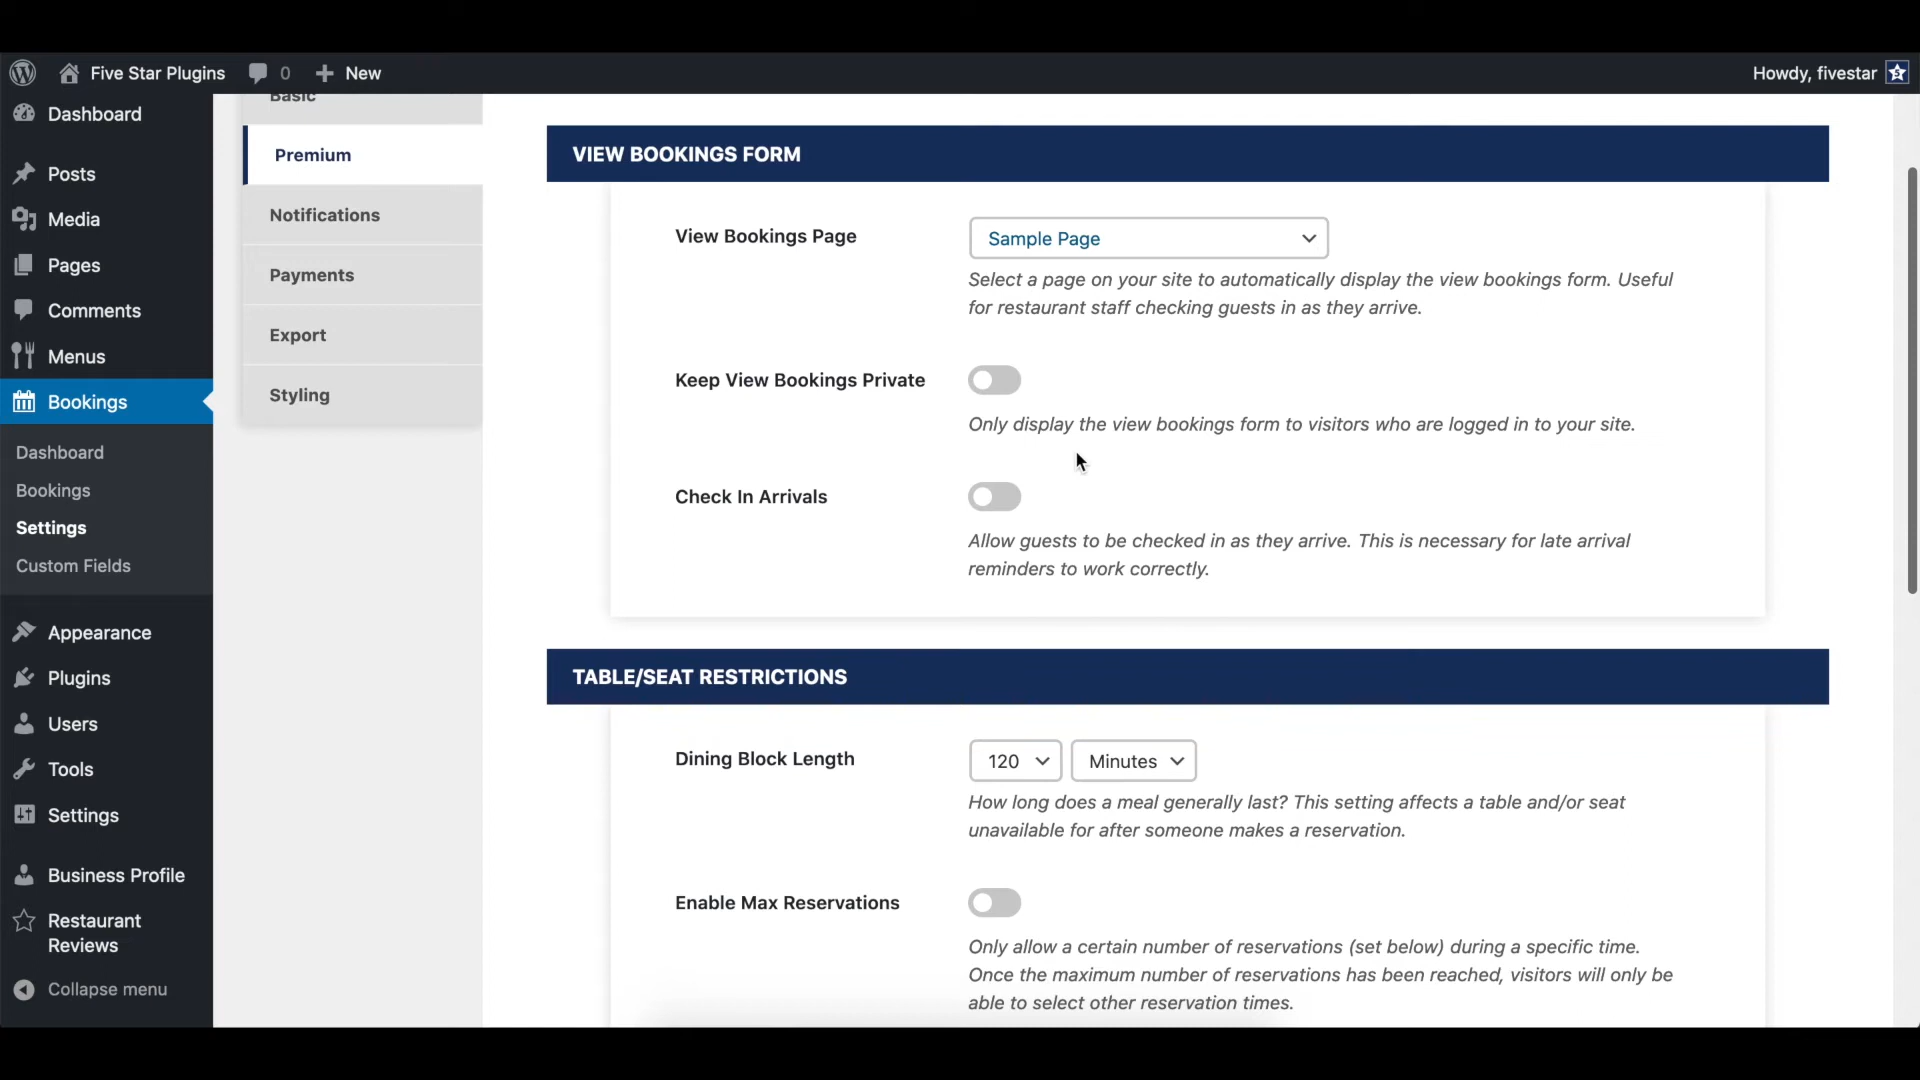 Five Star Plugins
0
New
Howdy, fivestar
Dashboard
Posts
Media
Pages
Comments
Menus
Bookings
Dashboard
Bookings
Settings
Custom Fields
Appearance
Plugins
Users
Tools
Settings
Business Profile
Restaurant
Reviews
Collapse menu
Basic
Premium
Notifications
Payments
Export
Styling
VIEW BOOKINGS FORM
View Bookings Page
Sample Page
Select a page on your site to automatically display the view bookings form. Useful
for restaurant staff checking guests in as they arrive.
Keep View Bookings Private
Only display the view bookings form to visitors who are logged in to your site.
Check In Arrivals
Allow guests to be checked in as they arrive. This is necessary for late arrival
reminders to work correctly.
TABLE/SEAT RESTRICTIONS
Dining Block Length
120
Minutes
How long does a meal generally last? This setting affects a table and/or seat
unavailable for after someone makes a reservation.
Enable Max Reservations
Only allow a certain number of reservations (set below) during a specific time.
Once the maximum number of reservations has been reached, visitors will only be
able to select other reservation times.